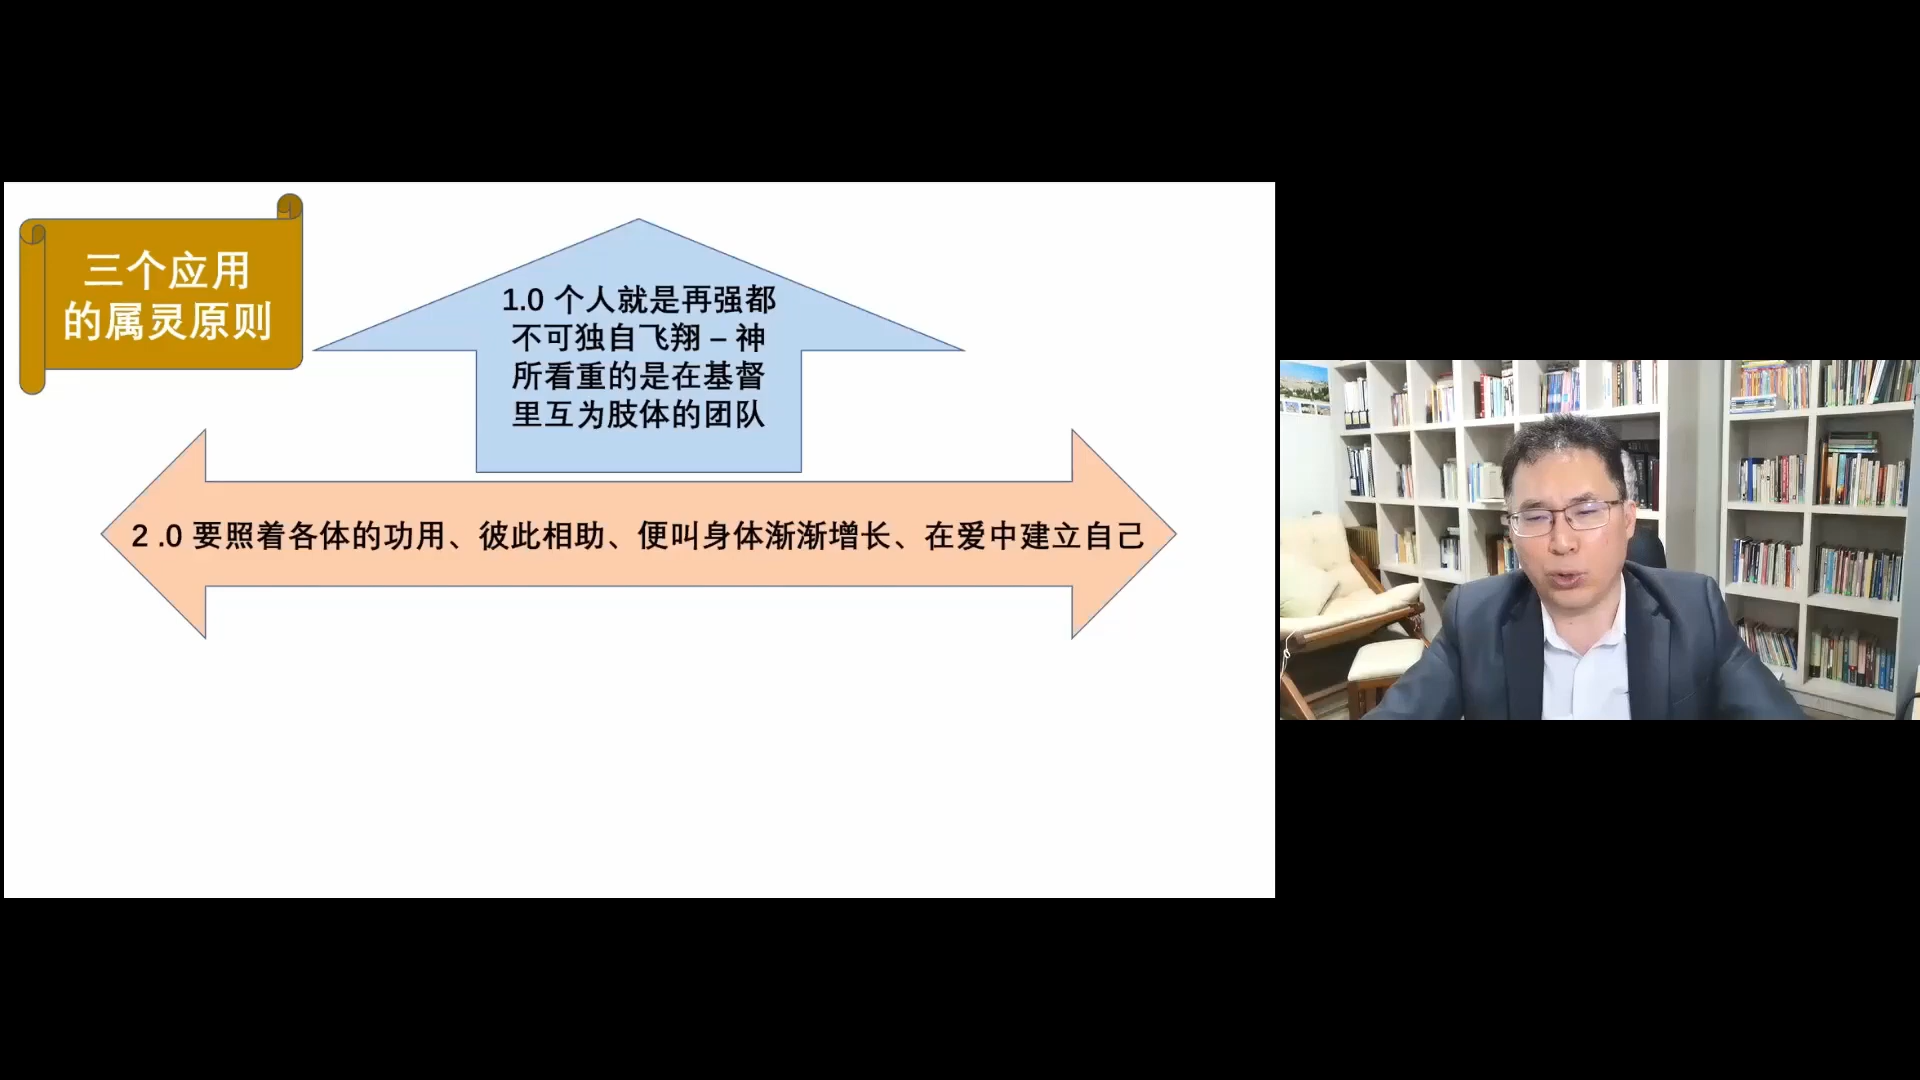 三个应用
的属灵原则
1.0 个人就是再强都
不可独自飞翔 – 神
所看重的是在基督
里互为肢体的团队
2 .0 要照着各体的功用、彼此相助、便叫身体渐渐增长、在爱中建立自己